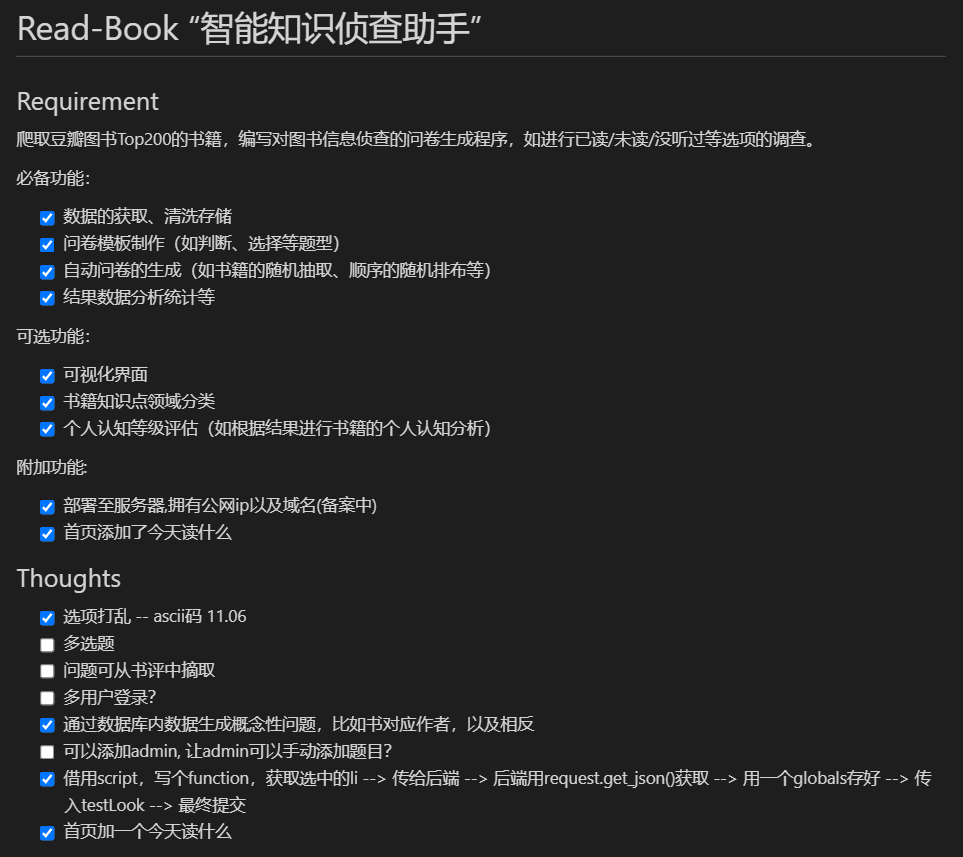 Read-Book “智能知识侦查助手”
Requirement
爬取豆瓣图书Top200的书籍，编写对图书信息侦查的问卷生成程序，如进行已读/未读/没听过等选项的调查。
必备功能：
数据的获取、清洗存储
问卷模板制作（如判断、选择等题型）
自动问卷的生成（如书籍的随机抽取、顺序的随机排布等）
结果数据分析统计等
可选功能：
可视化界面
书籍知识点领域分类
个人认知等级评估（如根据结果进行书籍的个人认知分析）
附加功能:
部署至服务器,拥有公网ip以及域名(备案中)
首页添加了今天读什么
Thoughts
选项打乱 -- ascii码 11.06
多选题
问题可从书评中摘取
多用户登录？
通过数据库内数据生成概念性问题，比如书对应作者，以及相反
可以添加admin, 让admin可以手动添加题目？
借用script，写个function，获取选中的li --> 传给后端 --> 后端用request.get_json()获取 --> 用一个globals存好 --> 传
入testLook --> 最终提交
首页加一个今天读什么